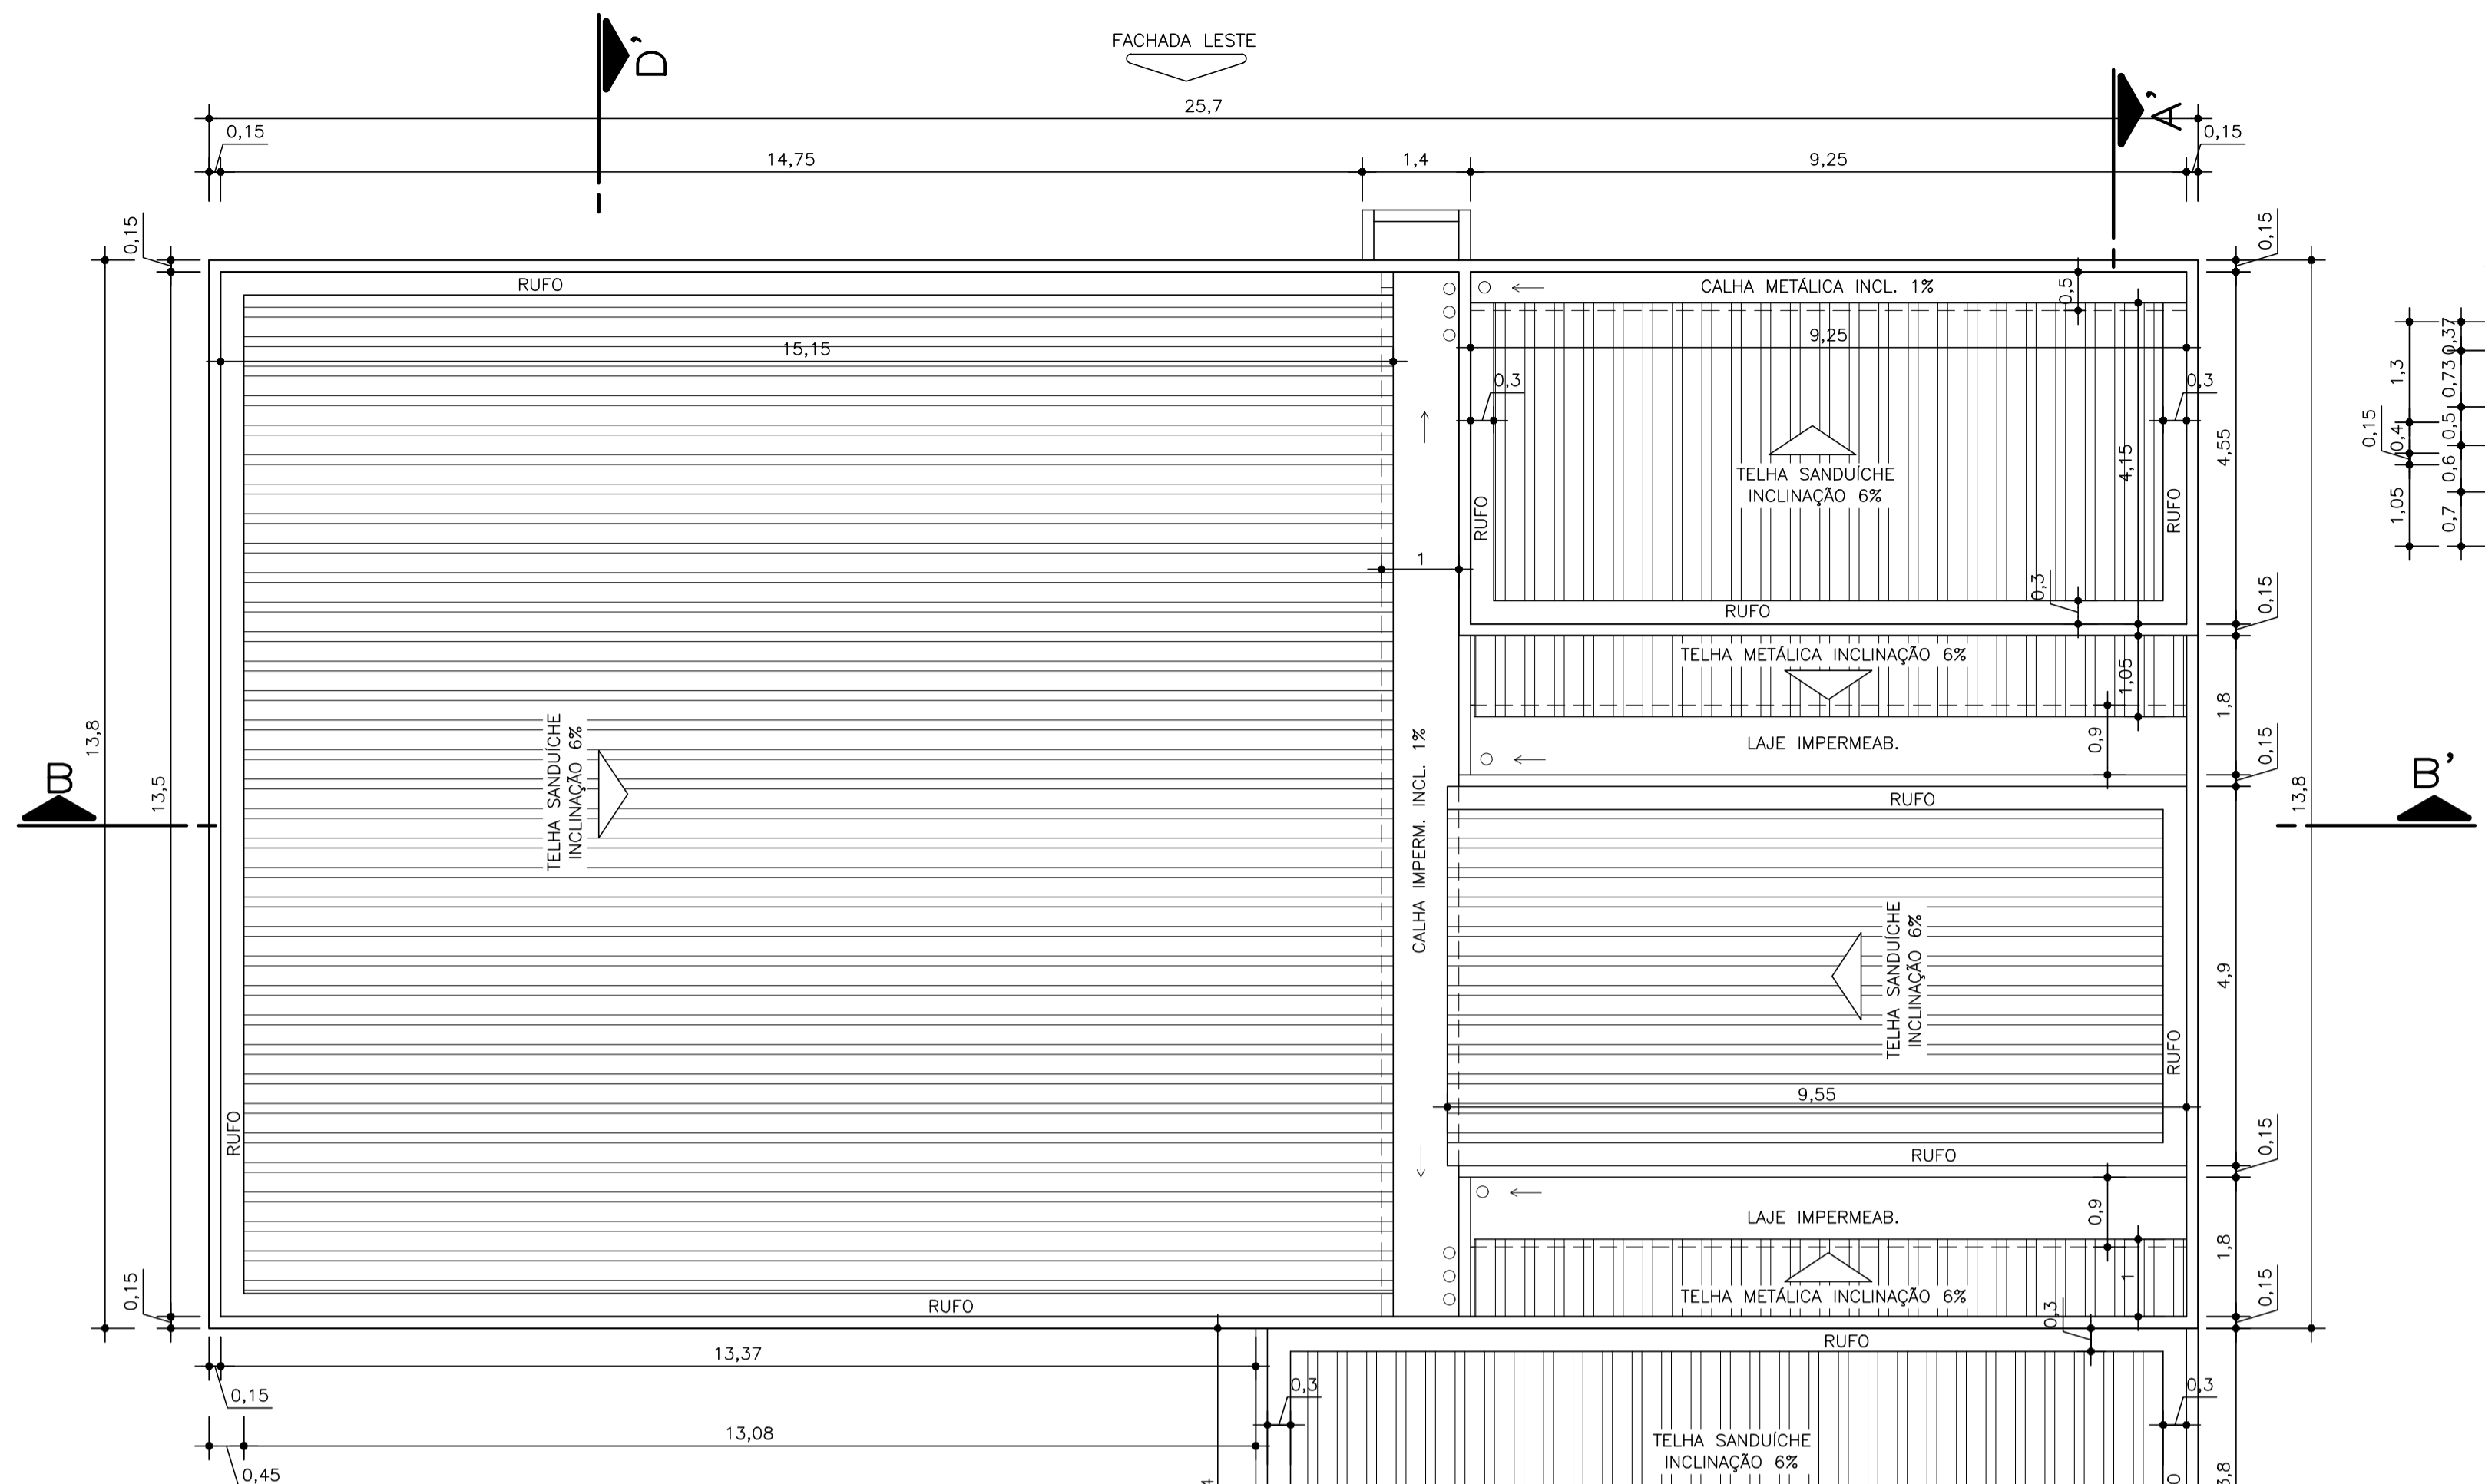 D'
FACHADA LESTE
A'
25,7
0,15
0,15
14,75
1,4
9,25
0,15
0,15
RUFO
CALHA METÁLICA INCL. 1%
0,5
15,15
9,25
0,3
0,3
1,3
0,73
0,37
0,15
0,4
0,5
0,6
1,05
0,7
4,15
4,55
TELHA SANDUÍCHE
INCLINAÇÃO 6%
RUFO
RUFO
1
0,3
RUFO
0,15
TELHA METÁLICA INCLINAÇÃO 6%
1,05
1,8
13,8
13,5
B
TELHA SANDUÍCHE
INCLINAÇÃO 6%
CALHA IMPERM. INCL. 1%
LAJE IMPERMEAB.
0,9
0,15
13,8
B'
RUFO
TELHA SANDUÍCHE
INCLINAÇÃO 6%
4,9
RUFO
9,55
RUFO
RUFO
0,15
LAJE IMPERMEAB.
0,9
1,8
1
TELHA METÁLICA INCLINAÇÃO 6%
0,15
0,15
RUFO
0,3
RUFO
13,37
0,15
0,3
0,3
13,08
0,45
TELHA SANDUÍCHE
INCLINAÇÃO 6%